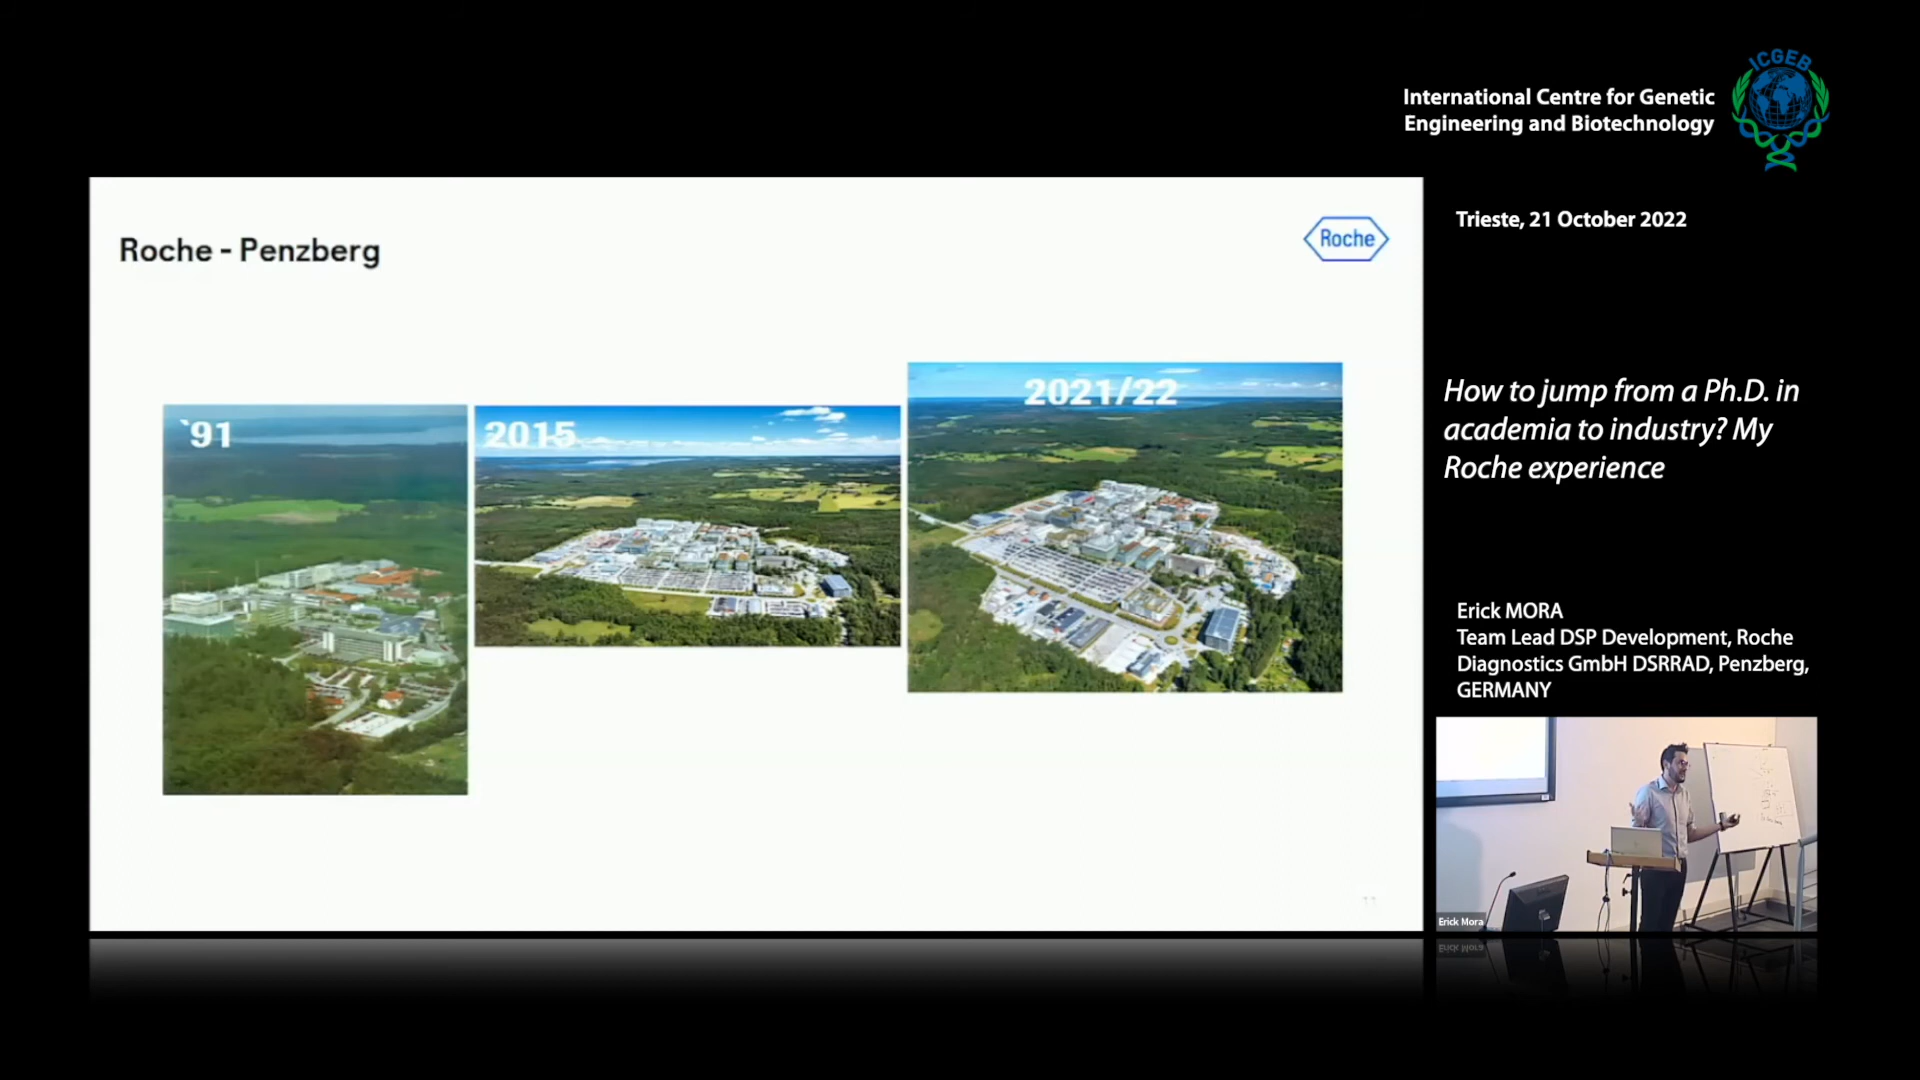 ICGEB
International Centre for Genetic
Engineering and Biotechnology
Trieste, 21 October 2022
Roche - Penzberg
Roche
`91
2015
2021/22
11
How to jump from a Ph.D. in
academia to industry? My
Roche experience
Erick MORA
Team Lead DSP Development, Roche
Diagnostics GmbH DSRRAD, Penzberg,
GERMANY
Erick Mora